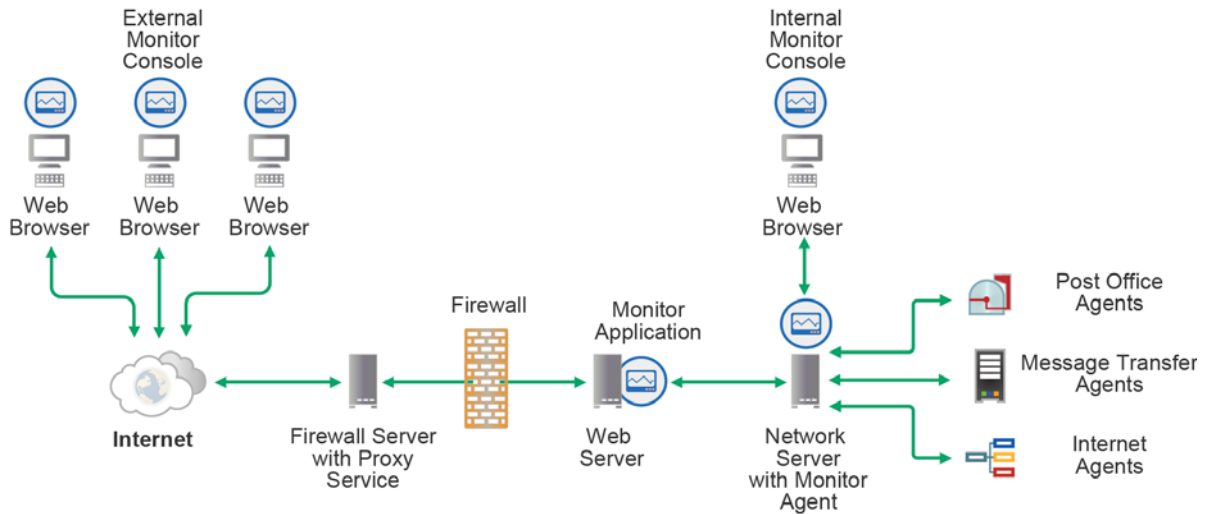 External
Monitor
Console
Internal
Monitor
Console
Web
Browser
Web
Browser
Web
Browser
Web
Browser
Firewall
Monitor
Application
Post Office
Agents
Message Transfer
Agents
Internet
Agents
Internet
Firewall Server
with Proxy
Service
Web
Server
Network
Server
with Monitor
Agent